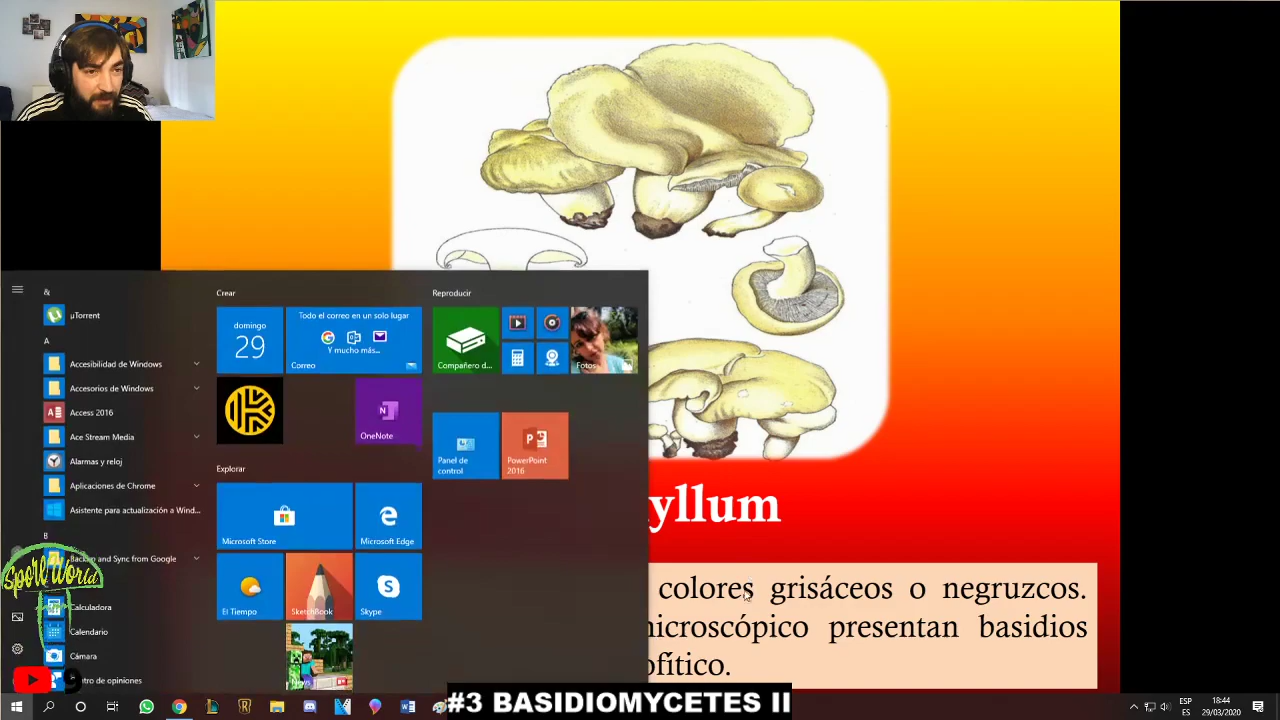 &
µTorrent
A
Accesibilidad de Windows
Accesorios de Windows
Access 2016
Ace Stream Media
Alarmas y reloj
Aplicaciones de Chrome
Asistente para actualización a Wind...
B
Backup and Sync from Google
Calculadora
Calendario
Cámara
Crear
domingo
29
Todo el correo en un solo lugar
Y mucho más...
Correo
OneNote
Explorar
Microsoft Store
Microsoft Edge
El Tiempo
SketchBook
Skype
Reproducir
Compañero d...
Fotos
Panel de
control
PowerPoint
2016
yllum
colores grisáceos o negruzcos.
microscópico presentan basidios
ofítico.
Spore World
#3 BASIDIOMYCETES II
ESP
ES
18:44
29/03/2020